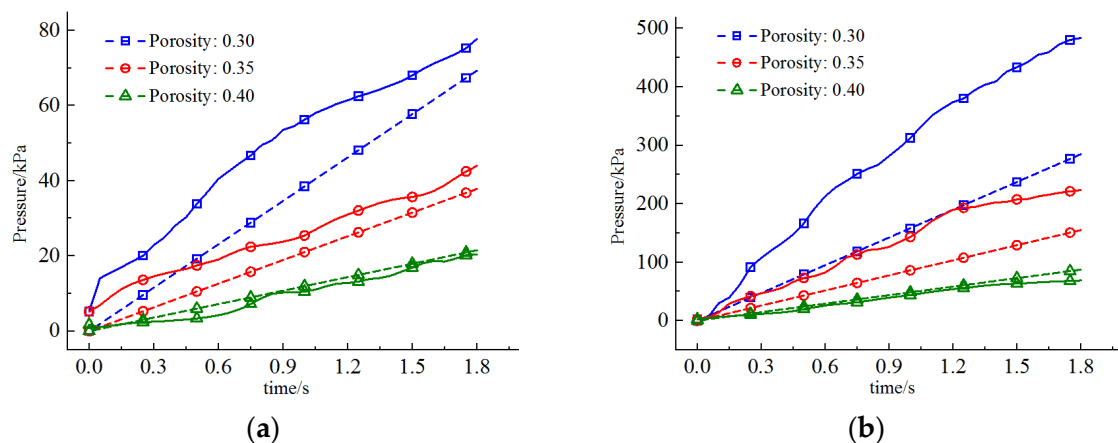 80
60
40
20
0
Pressure/kPa
Porosity: 0.30
Porosity: 0.35
Porosity: 0.40
0.0 0.3 0.6 0.9 1.2 1.5 1.8
time/s
(a)
500
400
300
200
100
0
Pressure/kPa
Porosity: 0.30
Porosity: 0.35
Porosity: 0.40
0.0 0.3 0.6 0.9 1.2 1.5 1.8
time/s
(b)